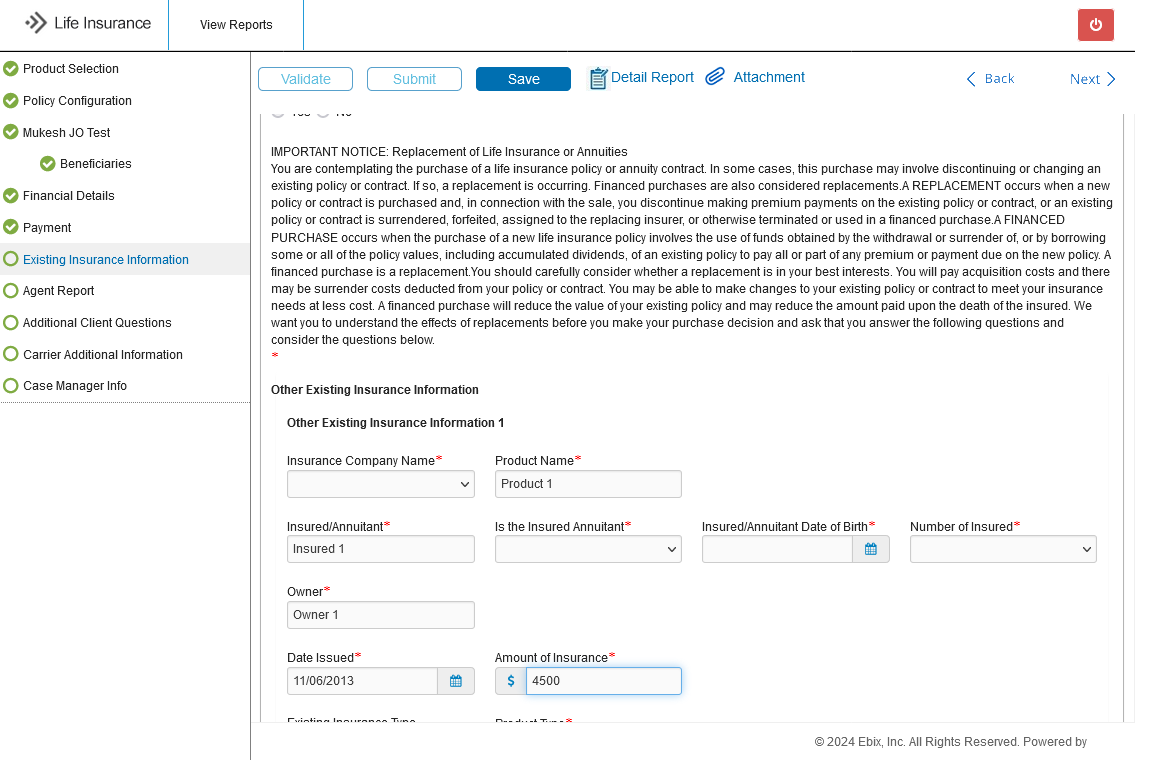 Life Insurance
View Reports
Product Selection
Policy Configuration
Mukesh JO Test
Beneficiaries
Financial Details
Payment
Existing Insurance Information
Agent Report
Additional Client Questions
Carrier Additional Information
Case Manager Info
Validate Submit Save Detail Report Attachment Back Next
Yes No
IMPORTANT NOTICE: Replacement of Life Insurance or Annuities
You are contemplating the purchase of a life insurance policy or annuity contract. In some cases, this purchase may involve discontinuing or changing an
existing policy or contract. If so, a replacement is occurring. Financed purchases are also considered replacements.A REPLACEMENT occurs when a new
policy or contract is purchased and, in connection with the sale, you discontinue making premium payments on the existing policy or contract, or an existing
policy or contract is surrendered, forfeited, assigned to the replacing insurer, or otherwise terminated or used in a financed purchase.A FINANCED
PURCHASE occurs when the purchase of a new life insurance policy involves the use of funds obtained by the withdrawal or surrender of, or by borrowing
some or all of the policy values, including accumulated dividends, of an existing policy to pay all or part of any premium or payment due on the new policy. A
financed purchase is a replacement.You should carefully consider whether a replacement is in your best interests. You will pay acquisition costs and there
may be surrender costs deducted from your policy or contract. You may be able to make changes to your existing policy or contract to meet your insurance
needs at less cost. A financed purchase will reduce the value of your existing policy and may reduce the amount paid upon the death of the insured. We
want you to understand the effects of replacements before you make your purchase decision and ask that you answer the following questions and
consider the questions below.
*
Other Existing Insurance Information
Other Existing Insurance Information 1
Insurance Company Name* Product Name*
Product 1
Insured/Annuitant* Is the Insured Annuitant* Insured/Annuitant Date of Birth* Number of Insured*
Insured 1
Owner*
Owner 1
Date Issued* Amount of Insurance*
11/06/2013 $ 4500
Existing Insurance Type Product Type*
© 2024 Ebix, Inc. All Rights Reserved. Powered by